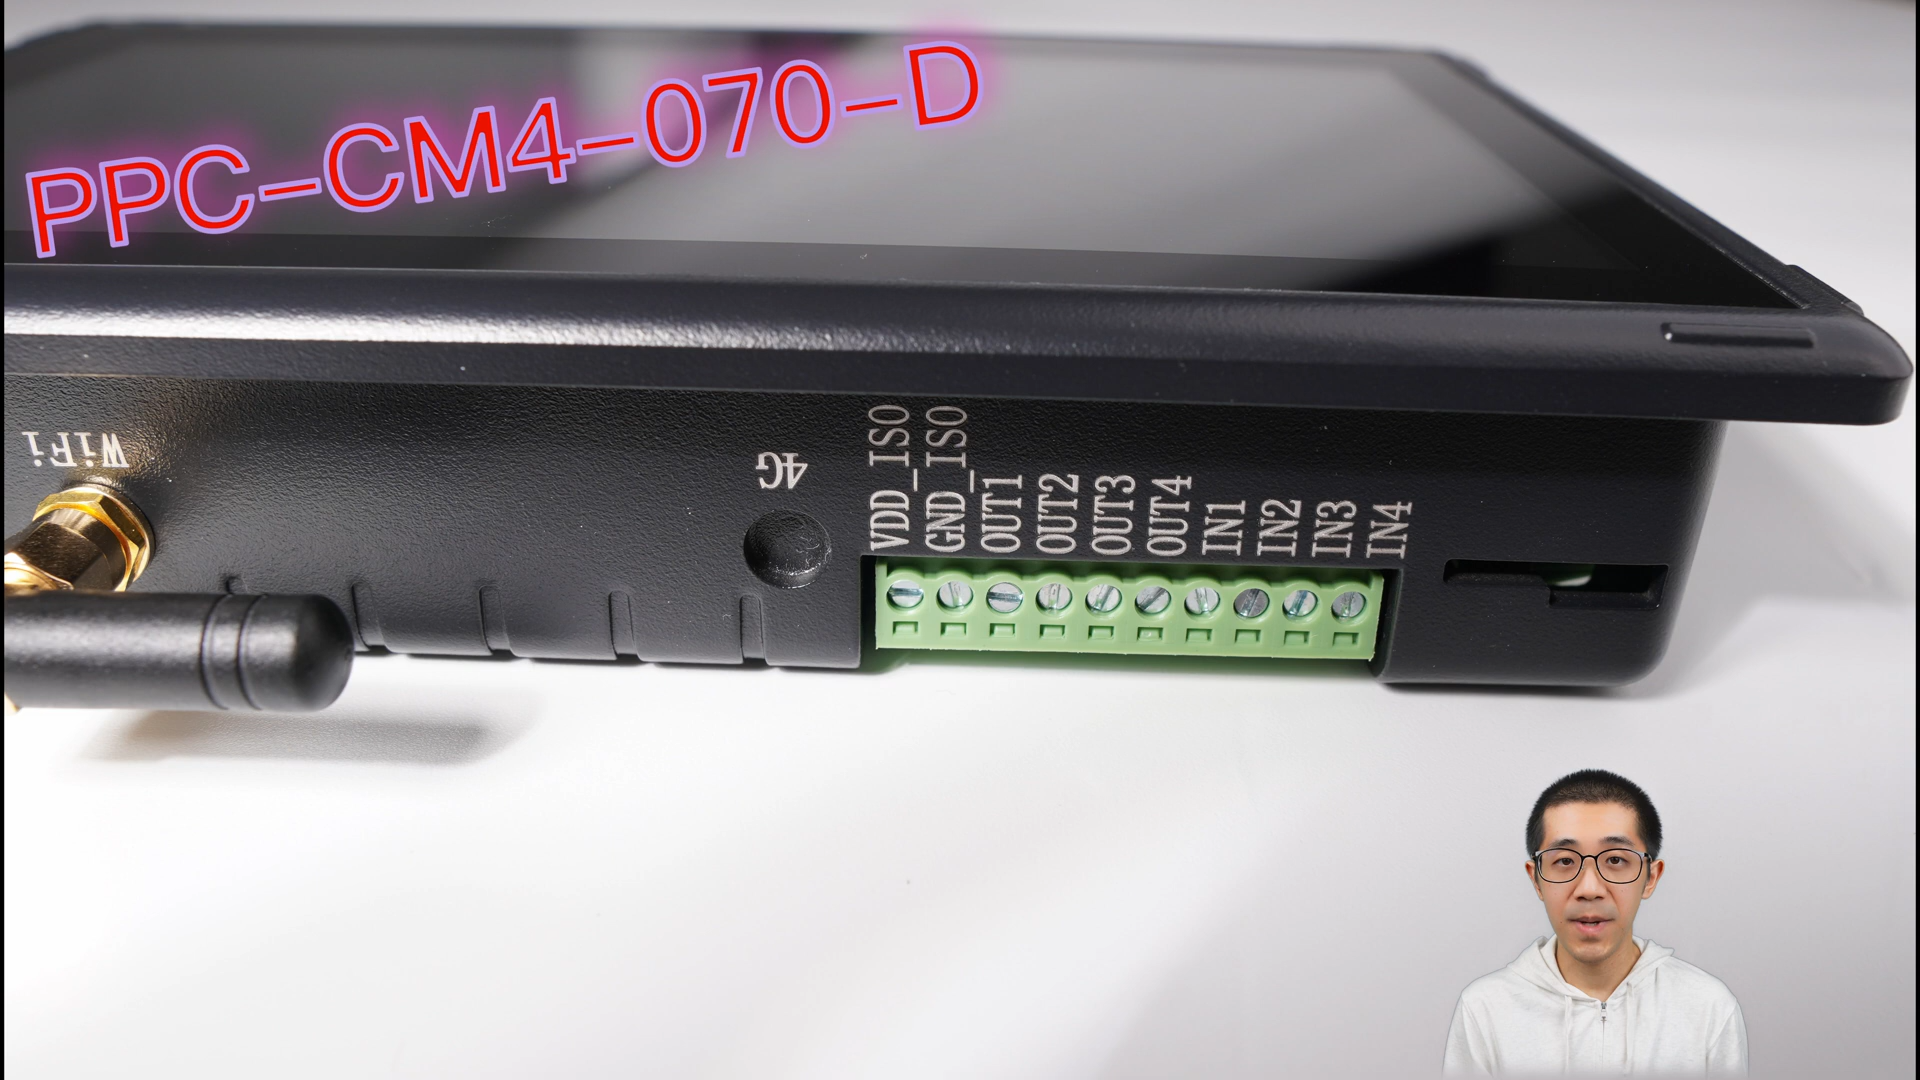 PPC-CM4-070-D
WiFi
4G
VDD_ISO
GND_ISO
OUT1
OUT2
OUT3
OUT4
IN1
IN2
IN3
IN4